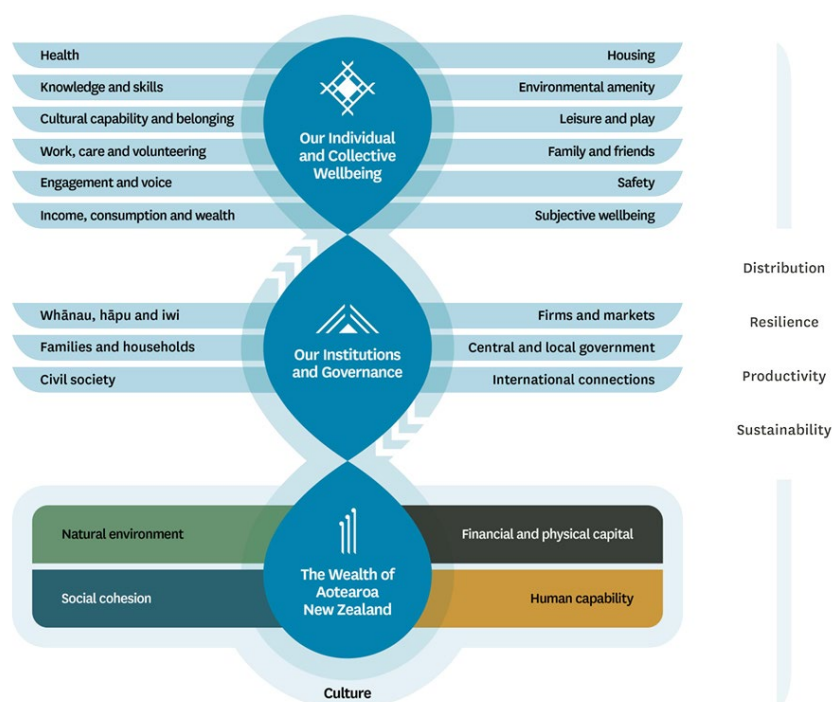 Health
Knowledge and skills
Cultural capability and belonging
Work, care and volunteering
Engagement and voice
Income, consumption and wealth
Our Individual
and Collective
Wellbeing
Housing
Environmental amenity
Leisure and play
Family and friends
Safety
Subjective wellbeing
Whānau, hāpu and iwi
Families and households
Civil society
Our Institutions
and Governance
Firms and markets
Central and local government
International connections
Natural environment
Social cohesion
The Wealth of
Aotearoa
New Zealand
Financial and physical capital
Human capability
Culture
Distribution
Resilience
Productivity
Sustainability